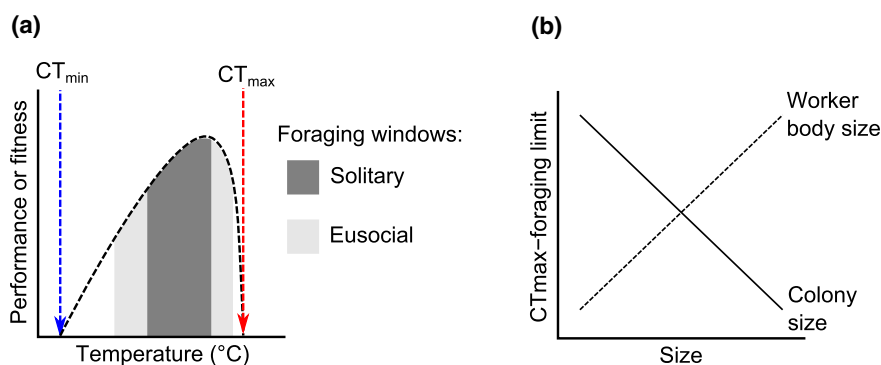 (a)
CTmin
CTmax
Performance or fitness
Temperature (°C)
Foraging windows:
Solitary
Eusocial
(b)
CTmax–foraging limit
Size
Worker
body size
Colony
size